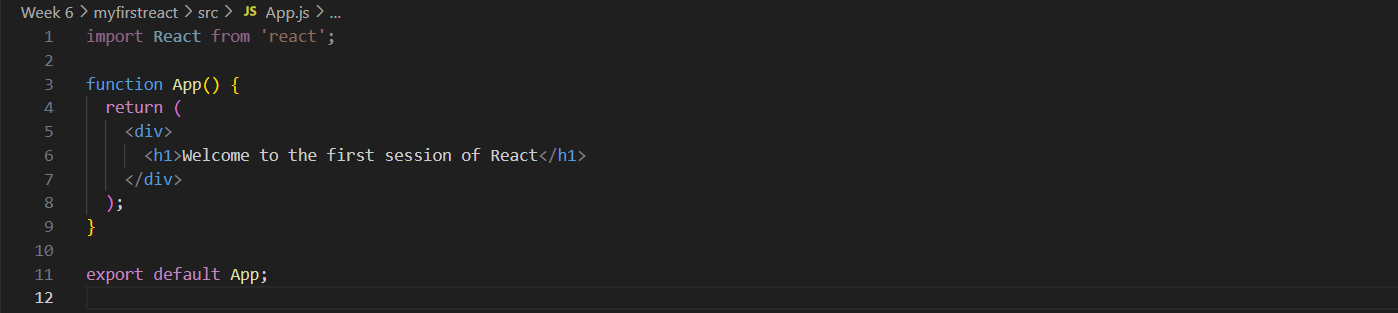 Week 6 > myfirstreact > src > JS App.js > ...
1 import React from 'react';
2
3 function App() {
4   return (
5     <div>
6       <h1>Welcome to the first session of React</h1>
7     </div>
8   );
9 }
10
11 export default App;
12